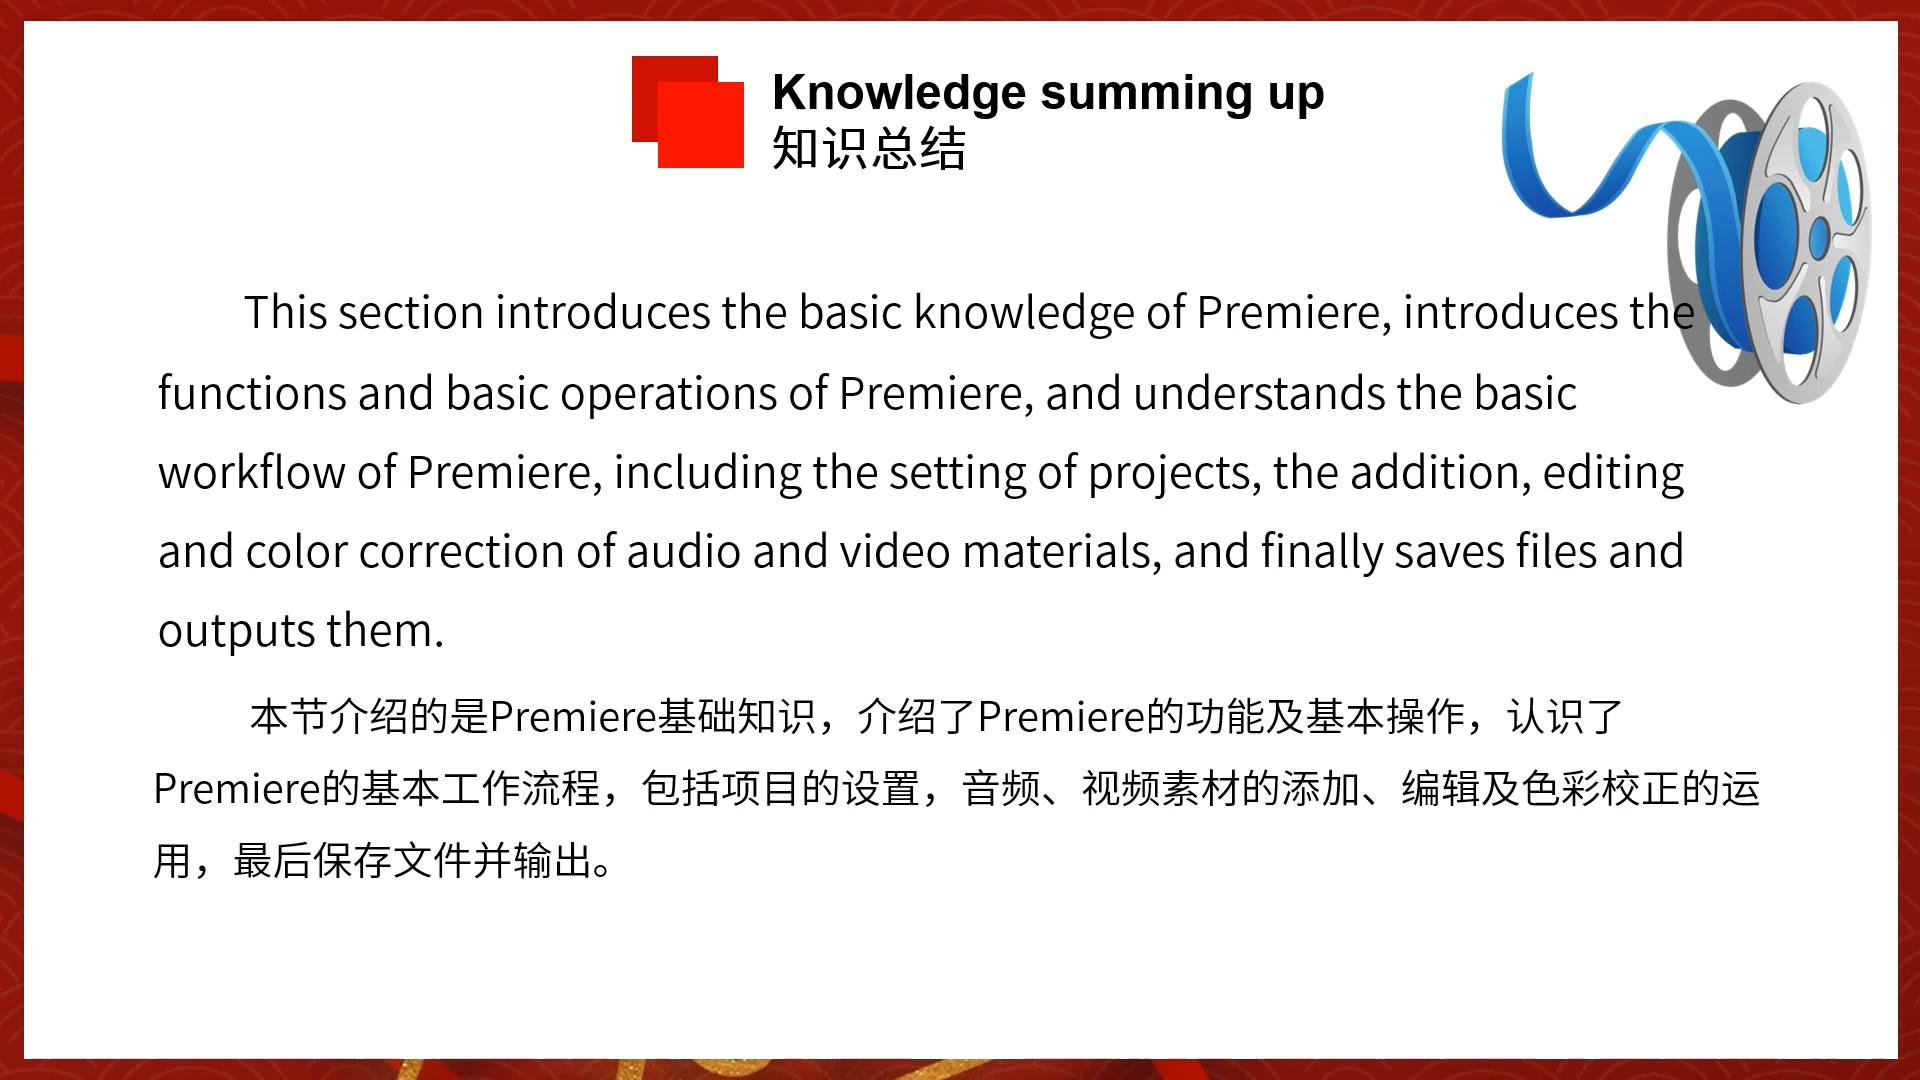 Knowledge summing up
知识总结
This section introduces the basic knowledge of Premiere, introduces the
functions and basic operations of Premiere, and understands the basic
workflow of Premiere, including the setting of projects, the addition, editing
and color correction of audio and video materials, and finally saves files and
outputs them.
本节介绍的是Premiere基础知识，介绍了Premiere的功能及基本操作，认识了
Premiere的基本工作流程，包括项目的设置，音频、视频素材的添加、编辑及色彩校正的运
用，最后保存文件并输出。